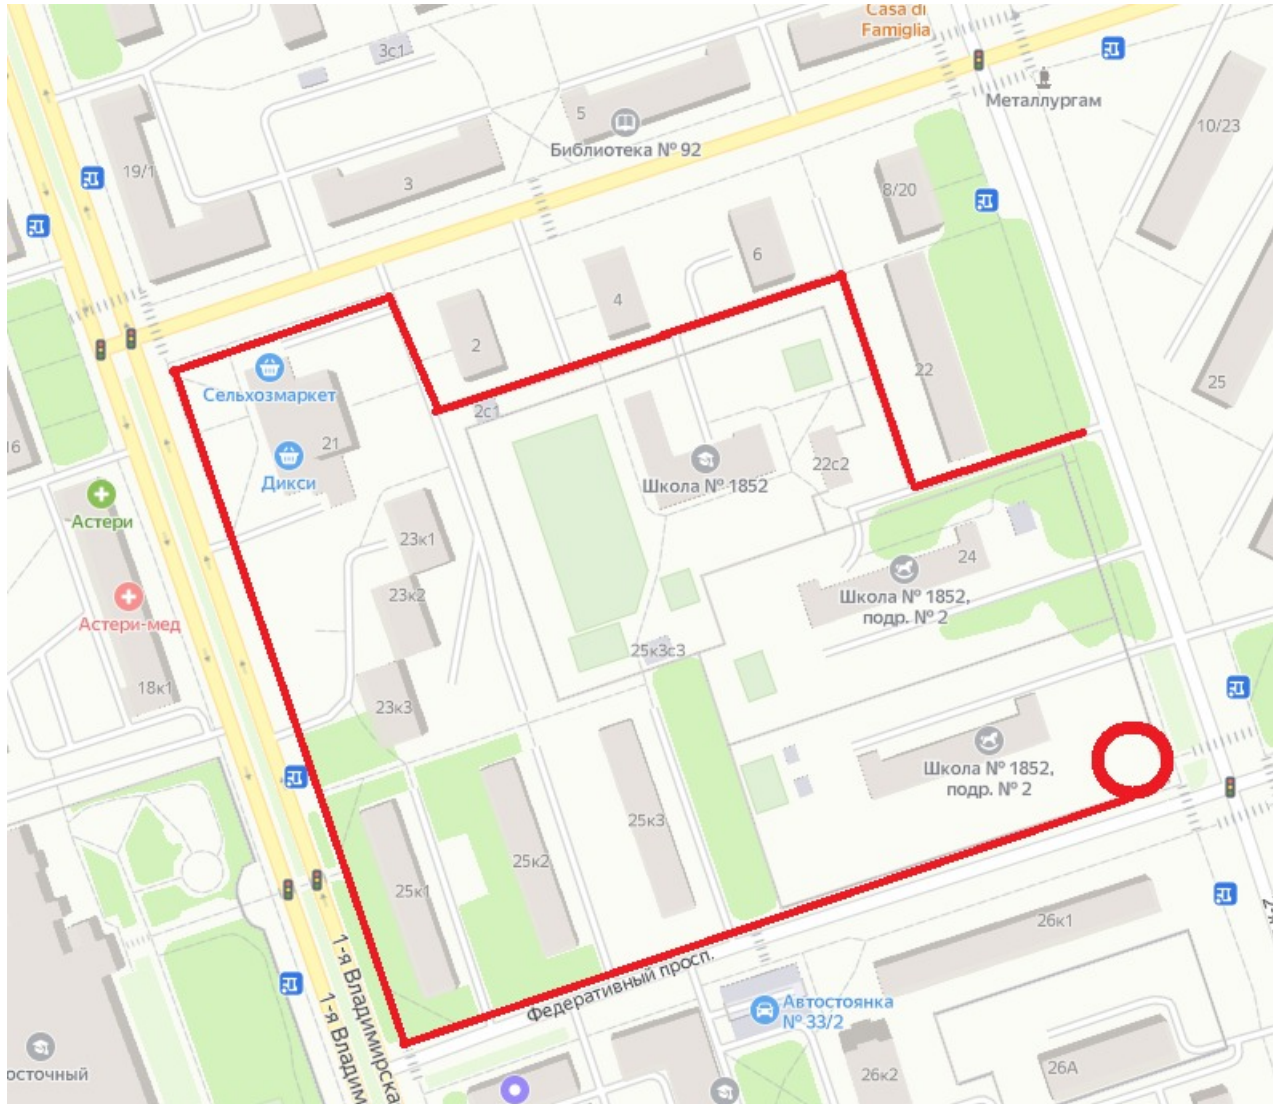 Casa di
Famiglia
3с1
Металлургам
5
Библиотека № 92
10/23
19/1
3
8/20
6
4
2
22
25
Сельхозмаркет
2с1
21
16
Дикси
Школа № 1852
22с2
Астери
23к1
24
23к2
Школа № 1852,
подр. № 2
Астери-мед
25к3с3
18к1
23к3
Школа № 1852,
подр. № 2
25к3
25к2
25к1
26к1
1-я Владимирска
Федеративный просп.
1-я Владим
Автостоянка
№ 33/2
осточный
26к2
26А